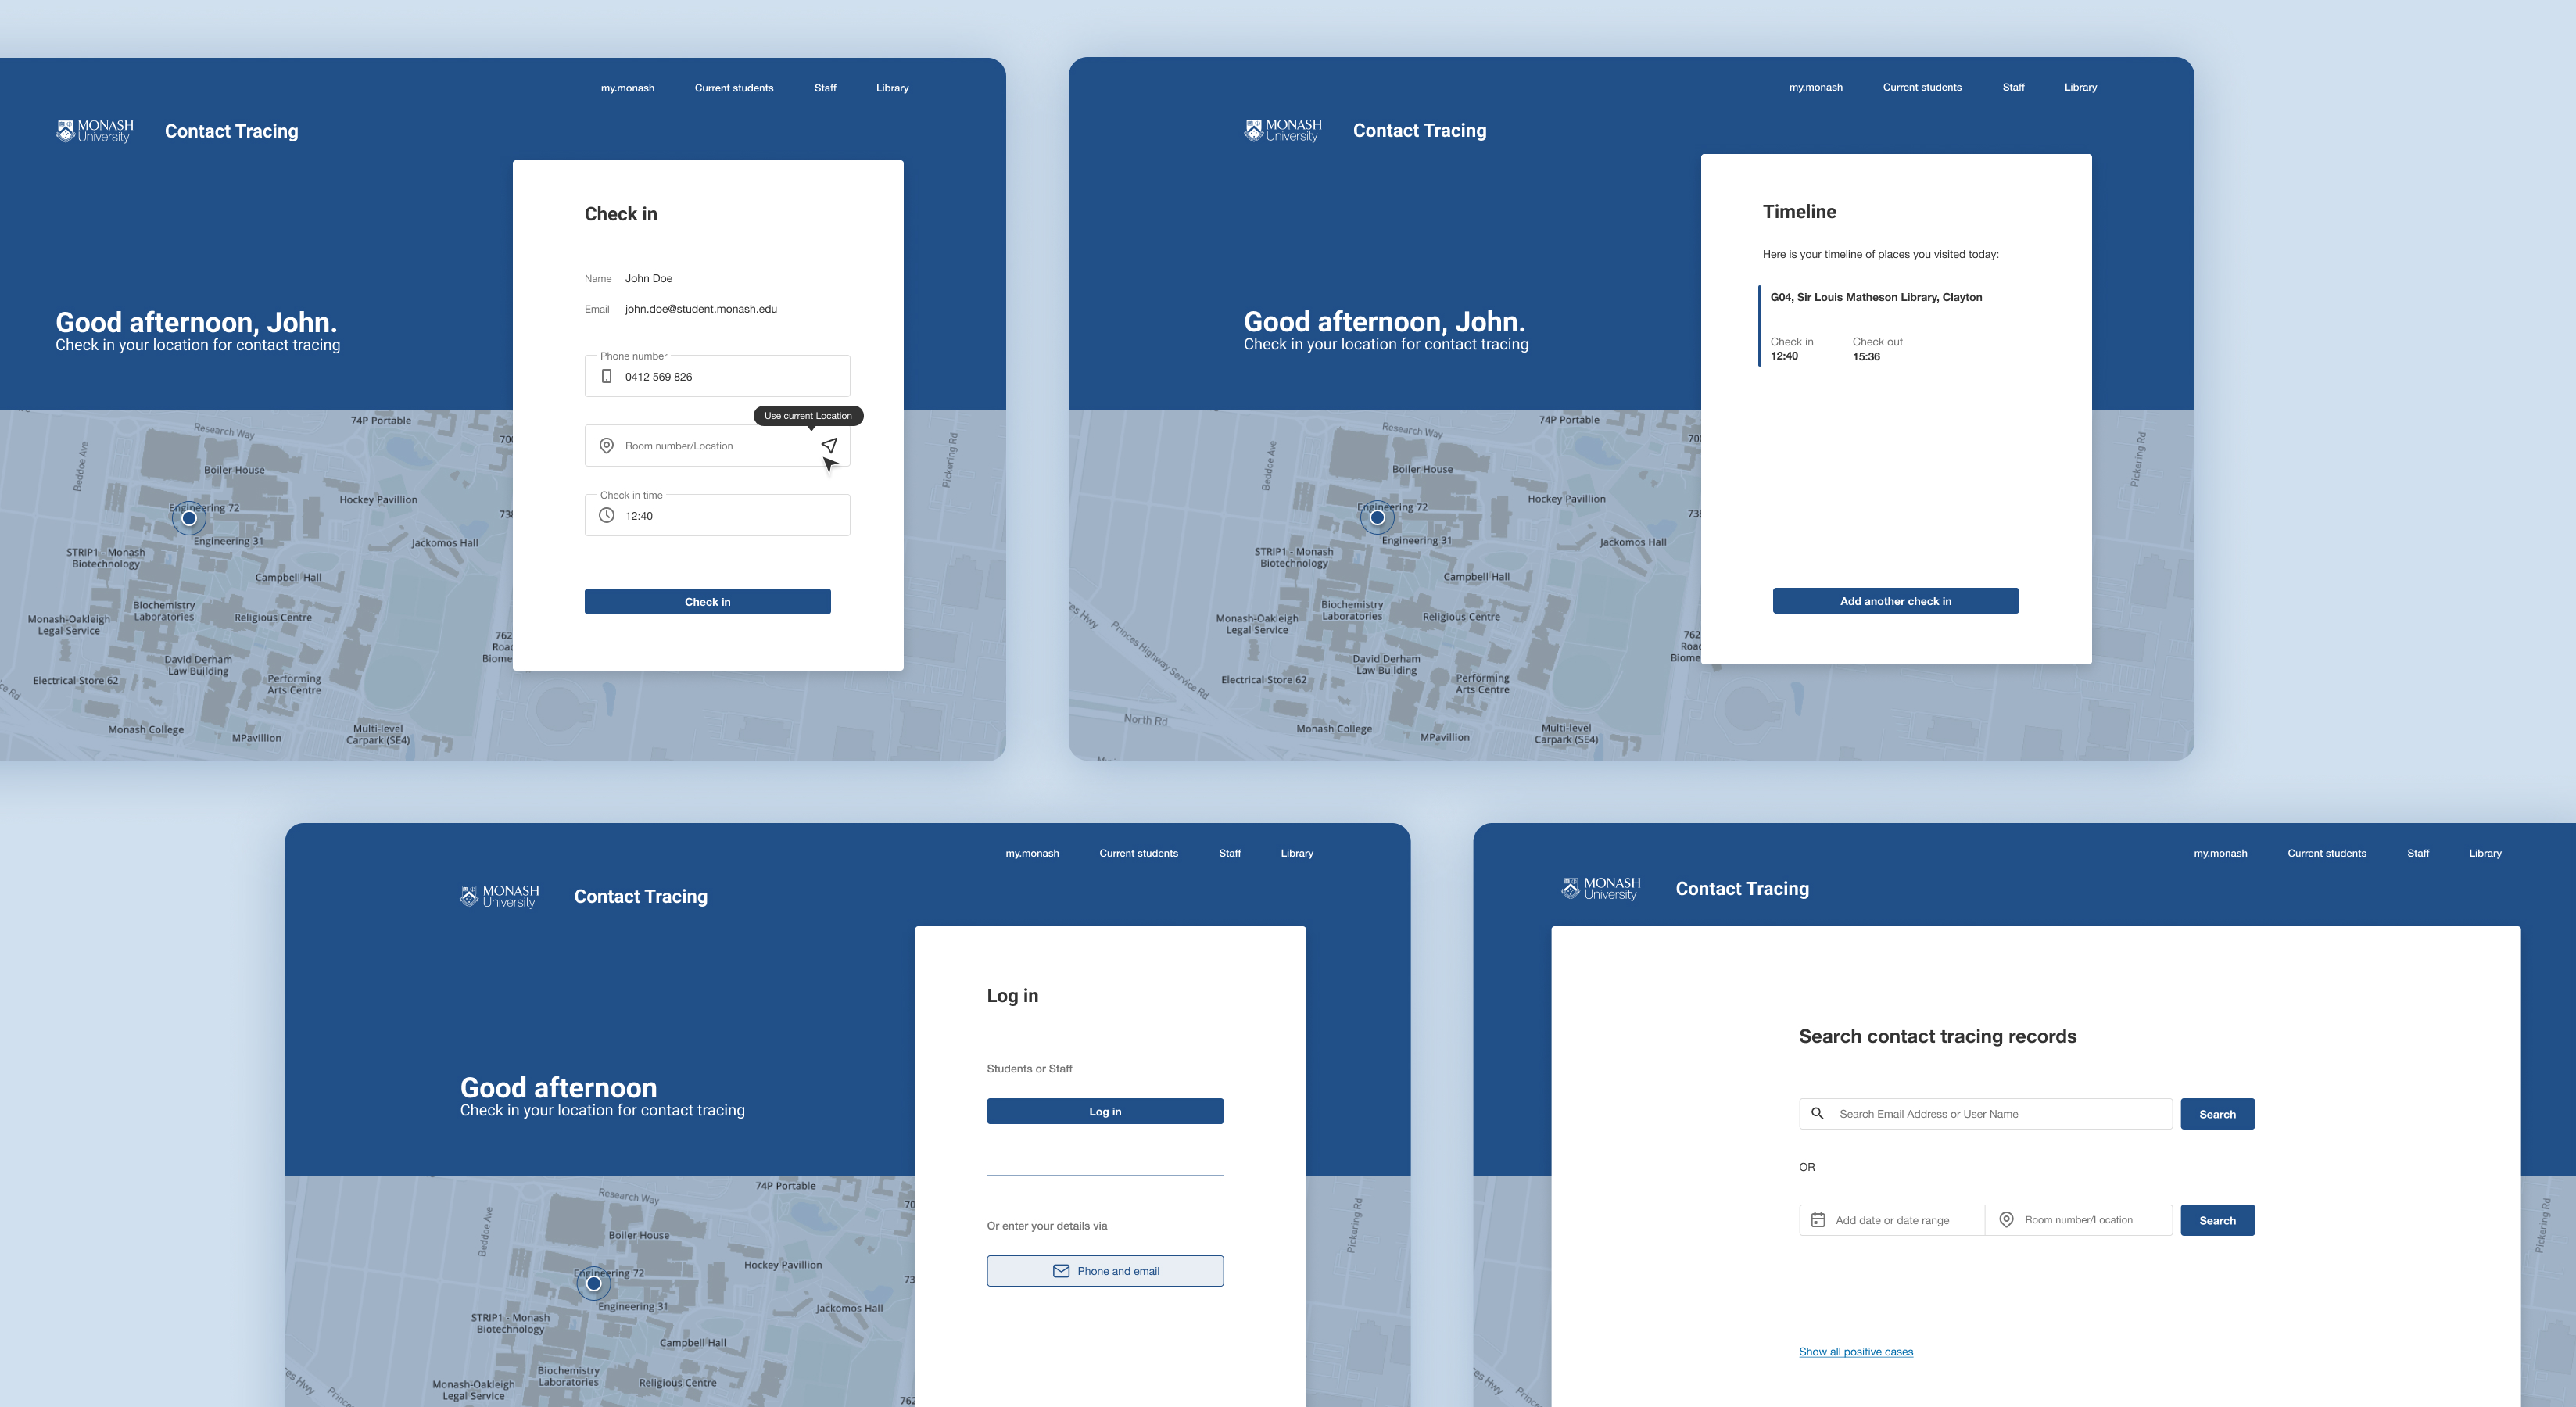 my.monash Current students Staff Library
MONASH
University
Contact Tracing
Good afternoon, John.
Check in your location for contact tracing
Check in
Name John Doe
Email john.doe@student.monash.edu
Phone number
0412 569 826
Use current Location
Room number/Location
Check in time
12:40
Check in
Research Way
74P Portable
Beddoe Ave
Boiler House
Hockey Pavillion
Pickering Rd
Engineering 72
Engineering 31
Jackomos Hall
STRIP1 - Monash
Biotechnology
Campbell Hall
Biochemistry
Laboratories
Monash-Oakleigh
Legal Service
Religious Centre
762
Road
Biome
David Derham
Law Building
Electrical Store 62
Performing
Arts Centre
Monash College
MPavillion
Multi-level
Carpark (SE4)
my.monash Current students Staff Library
MONASH
University
Contact Tracing
Good afternoon, John.
Check in your location for contact tracing
Timeline
Here is your timeline of places you visited today:
G04, Sir Louis Matheson Library, Clayton
Check in Check out
12:40 15:36
Add another check in
Research Way
74P Portable
Beddoe Ave
Boiler House
Hockey Pavillion
Pickering Rd
Engineering 72
Engineering 31
Jackomos Hall
STRIP1 - Monash
Biotechnology
Campbell Hall
Biochemistry
Laboratories
Monash-Oakleigh
Legal Service
Religious Centre
Princes Highway Service Rd
762
Biome
David Derham
Law Building
Electrical Store 62
Performing
Arts Centre
North Rd
Monash College
MPavillion
Multi-level
Carpark (SE4)
my.monash Current students Staff Library
MONASH
University
Contact Tracing
Good afternoon
Check in your location for contact tracing
Log in
Students or Staff
Log in
Or enter your details via
Phone and email
Research Way
74P Portable
Beddoe Ave
Boiler House
Hockey Pavillion
Pickering Rd
Engineering 72
Engineering 31
Jackomos Hall
STRIP1 - Monash
Biotechnology
Campbell Hall
Biochemistry
Laboratories
Monash-Oakleigh
Legal Service
Religious Centre
my.monash Current students Staff Library
MONASH
University
Contact Tracing
Search contact tracing records
Search Email Address or User Name
Search
OR
Add date or date range
Room number/Location
Search
Show all positive cases
Pickering Rd